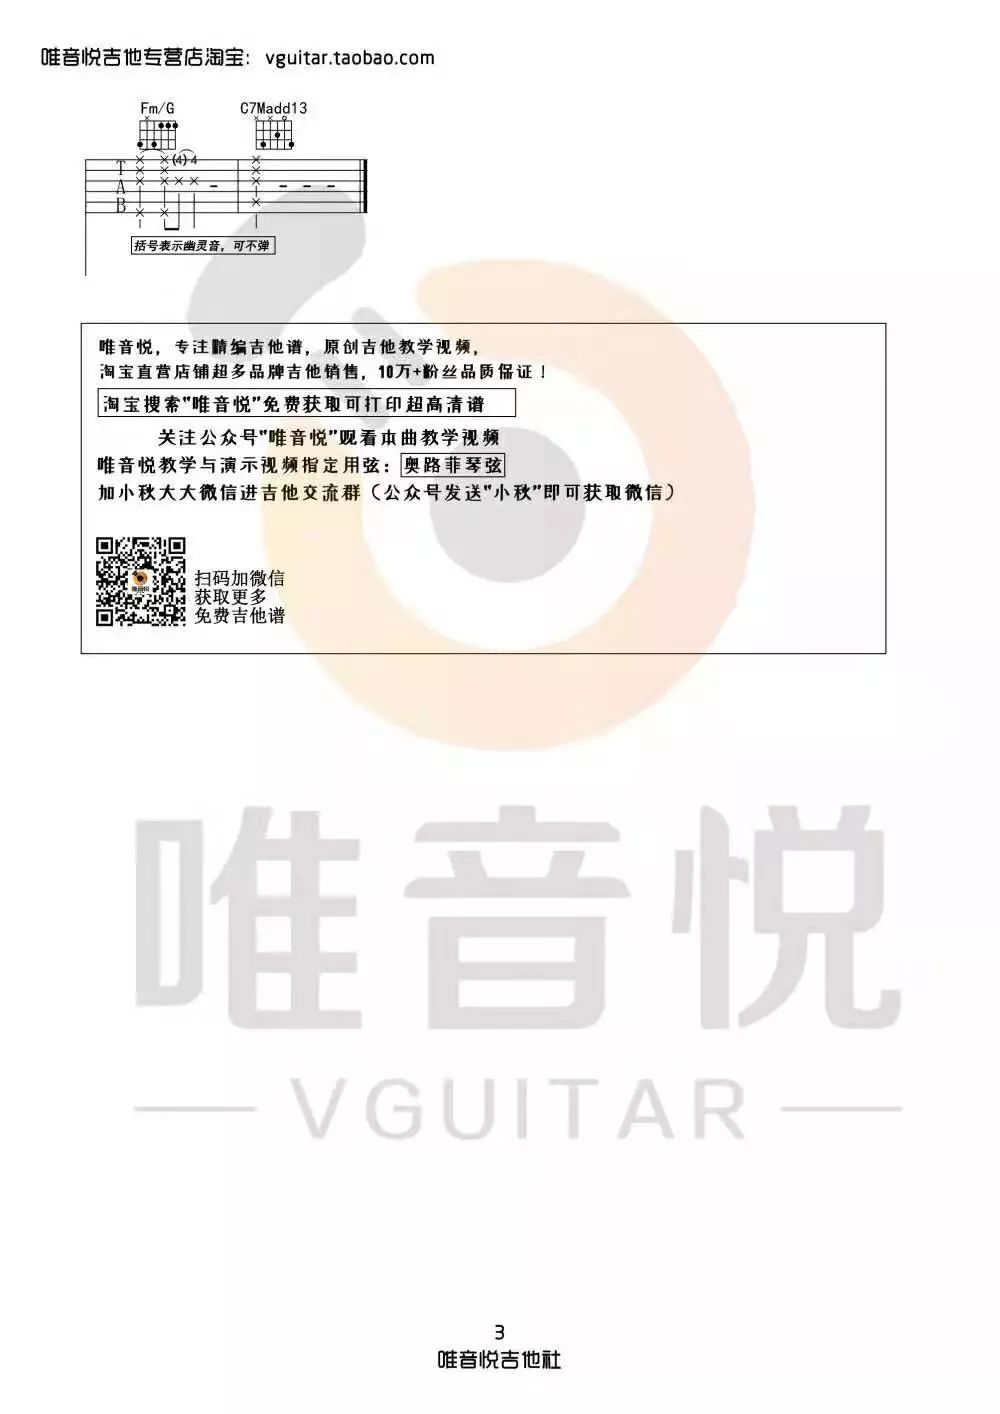 唯音悦吉他专营店淘宝：vguitar.taobao.com
Fm/G C7Madd13
(4) 4
T
A
B
括号表示幽灵音，可不弹
唯音悦，专注精编吉他谱，原创吉他教学视频，
淘宝直营店铺超多品牌吉他销售，10万+粉丝品质保证！
淘宝搜索"唯音悦"免费获取可打印超高清谱
关注公众号"唯音悦"观看本曲教学视频
唯音悦教学与演示视频指定用弦：奥路菲琴弦
加小秋大大微信进吉他交流群（公众号发送"小秋"即可获取微信）
唯音悦
扫码加微信
获取更多
免费吉他谱
唯音悦
VGUITAR
3
唯音悦吉他社